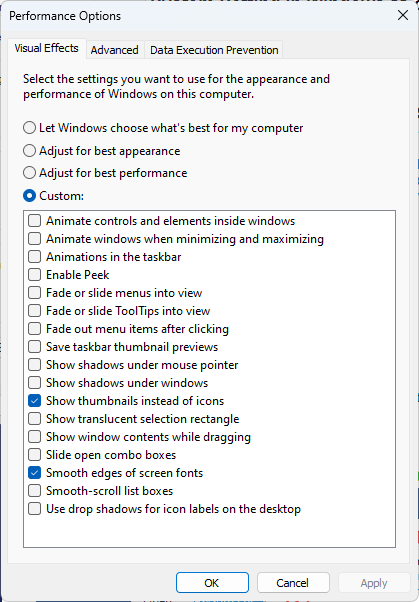 Performance Options
Visual Effects Advanced Data Execution Prevention
Select the settings you want to use for the appearance and
performance of Windows on this computer.
Let Windows choose what's best for my computer
Adjust for best appearance
Adjust for best performance
Custom:
Animate controls and elements inside windows
Animate windows when minimizing and maximizing
Animations in the taskbar
Enable Peek
Fade or slide menus into view
Fade or slide ToolTips into view
Fade out menu items after clicking
Save taskbar thumbnail previews
Show shadows under mouse pointer
Show shadows under windows
Show thumbnails instead of icons
Show translucent selection rectangle
Show window contents while dragging
Slide open combo boxes
Smooth edges of screen fonts
Smooth-scroll list boxes
Use drop shadows for icon labels on the desktop
OK Cancel Apply